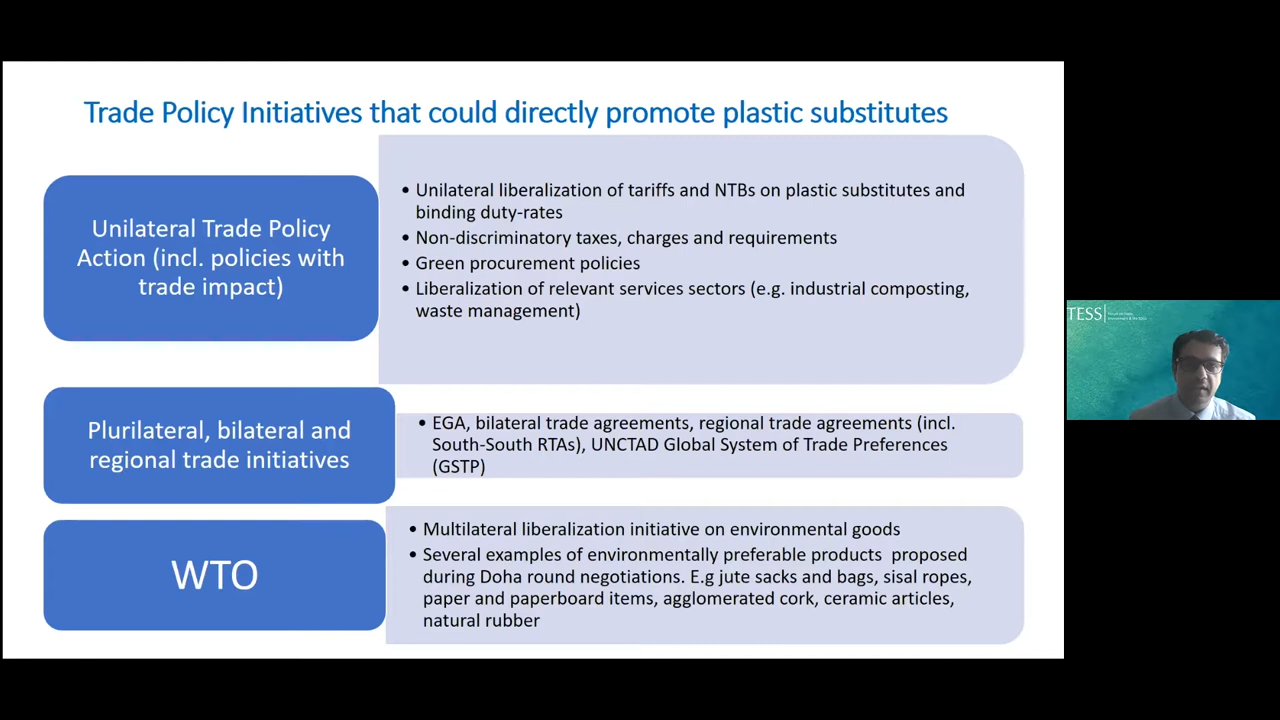 Trade Policy Initiatives that could directly promote plastic substitutes
Unilateral Trade Policy
Action (incl. policies with
trade impact)
• Unilateral liberalization of tariffs and NTBs on plastic substitutes and
binding duty-rates
• Non-discriminatory taxes, charges and requirements
• Green procurement policies
• Liberalization of relevant services sectors (e.g. industrial composting,
waste management)
Plurilateral, bilateral and
regional trade initiatives
• EGA, bilateral trade agreements, regional trade agreements (incl.
South-South RTAs), UNCTAD Global System of Trade Preferences
(GSTP)
WTO
• Multilateral liberalization initiative on environmental goods
• Several examples of environmentally preferable products proposed
during Doha round negotiations. E.g jute sacks and bags, sisal ropes,
paper and paperboard items, agglomerated cork, ceramic articles,
natural rubber
TESS